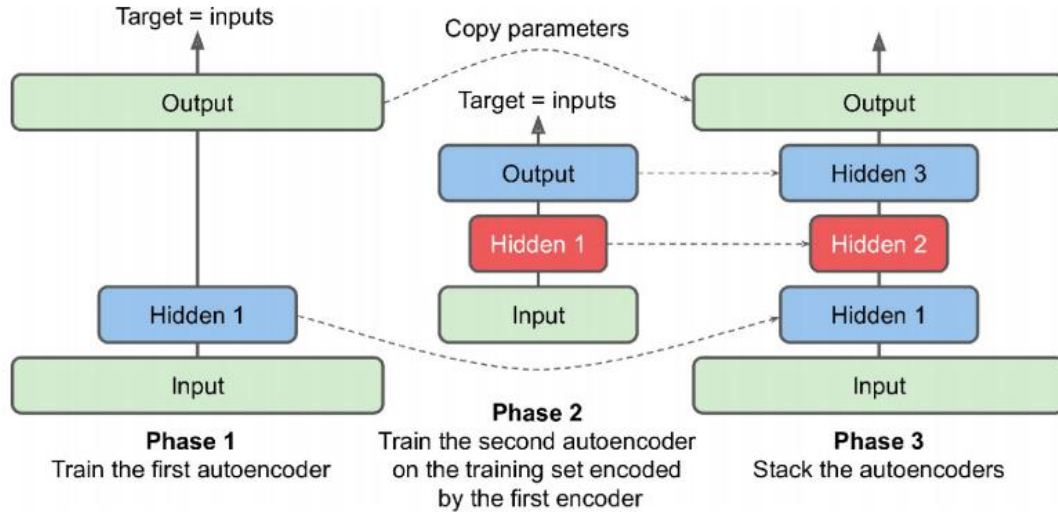 Target = inputs
Output
Hidden 1
Input
Phase 1
Train the first autoencoder
Copy parameters
Target = inputs
Output
Hidden 1
Input
Phase 2
Train the second autoencoder
on the training set encoded
by the first encoder
Output
Hidden 3
Hidden 2
Hidden 1
Input
Phase 3
Stack the autoencoders